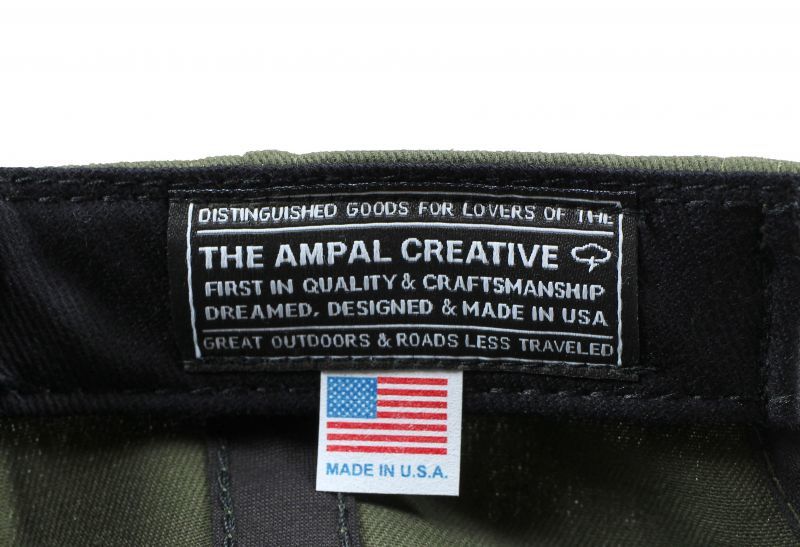 DISTINGUISHED GOODS FOR LOVERS OF THE
THE AMPAL CREATIVE
FIRST IN QUALITY & CRAFTSMANSHIP
DREAMED, DESIGNED & MADE IN USA
GREAT OUTDOORS & ROADS LESS TRAVELED
MADE IN U.S.A.